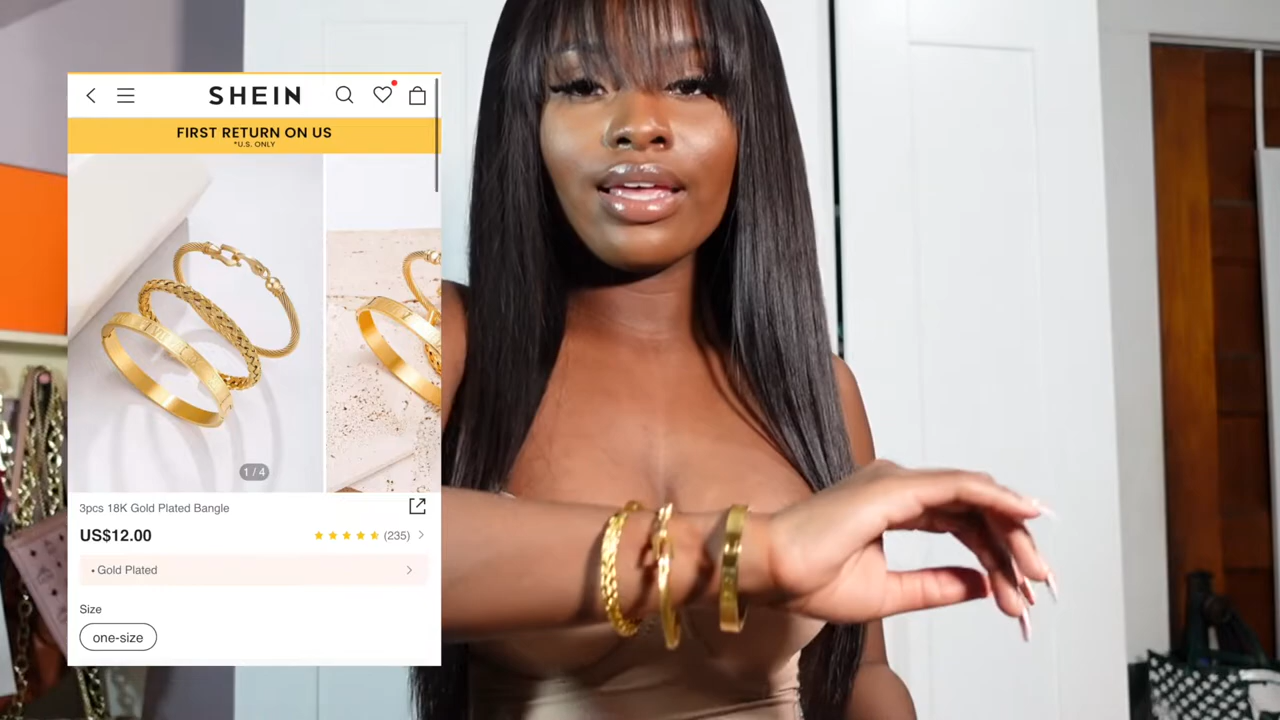 SHEIN
FIRST RETURN ON US
*U.S. ONLY
1 / 4
3pcs 18K Gold Plated Bangle
US$12.00
(235)
• Gold Plated
Size
one-size